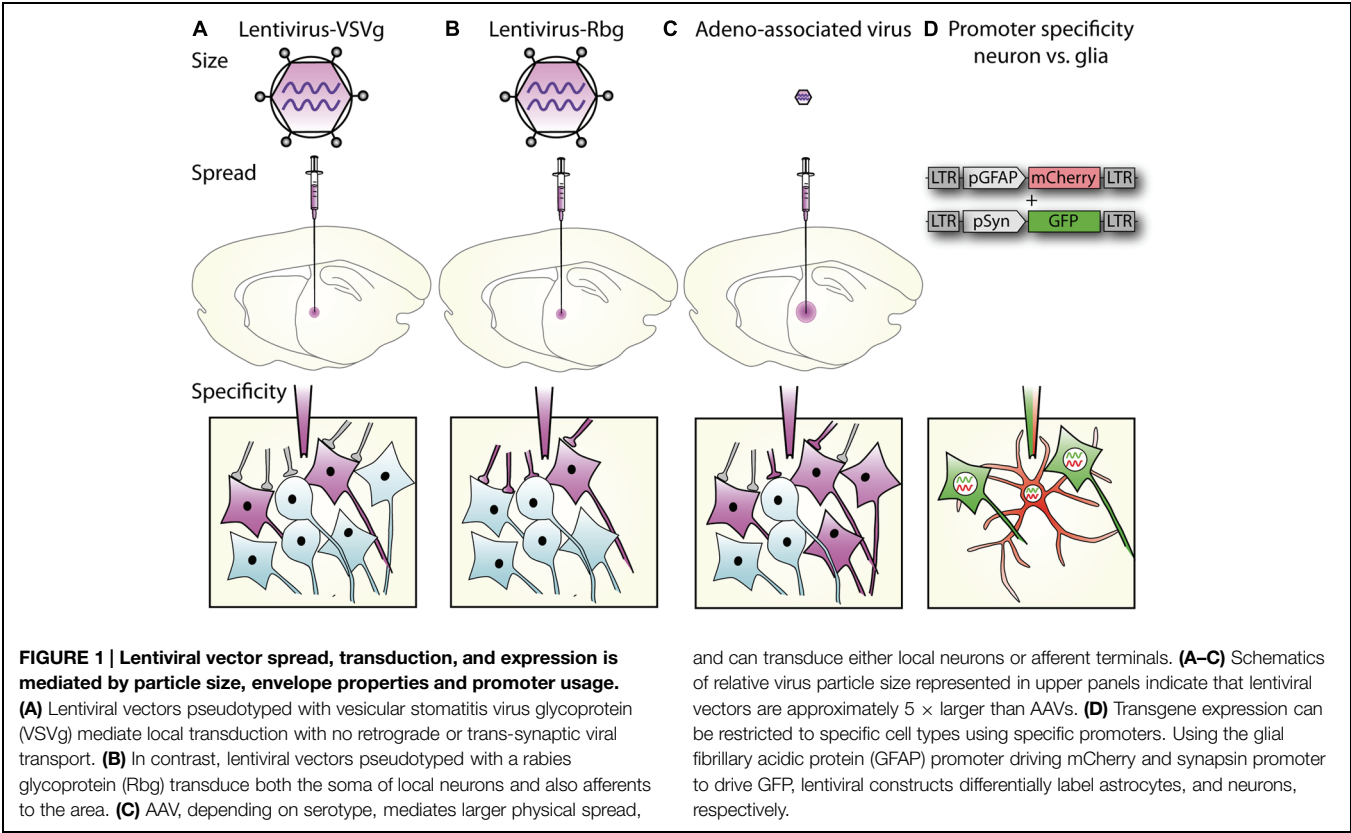 A Lentivirus-VSVg
B Lentivirus-Rbg
C Adeno-associated virus
D Promoter specificity
neuron vs. glia
Size
Spread
LTR pGFAP mCherry LTR
+
LTR pSyn GFP LTR
Specificity
FIGURE 1 | Lentiviral vector spread, transduction, and expression is
mediated by particle size, envelope properties and promoter usage.
(A) Lentiviral vectors pseudotyped with vesicular stomatitis virus glycoprotein
(VSVg) mediate local transduction with no retrograde or trans-synaptic viral
transport. (B) In contrast, lentiviral vectors pseudotyped with a rabies
glycoprotein (Rbg) transduce both the soma of local neurons and also afferents
to the area. (C) AAV, depending on serotype, mediates larger physical spread,
and can transduce either local neurons or afferent terminals. (A–C) Schematics
of relative virus particle size represented in upper panels indicate that lentiviral
vectors are approximately 5 × larger than AAVs. (D) Transgene expression can
be restricted to specific cell types using specific promoters. Using the glial
fibrillary acidic protein (GFAP) promoter driving mCherry and synapsin promoter
to drive GFP, lentiviral constructs differentially label astrocytes, and neurons,
respectively.